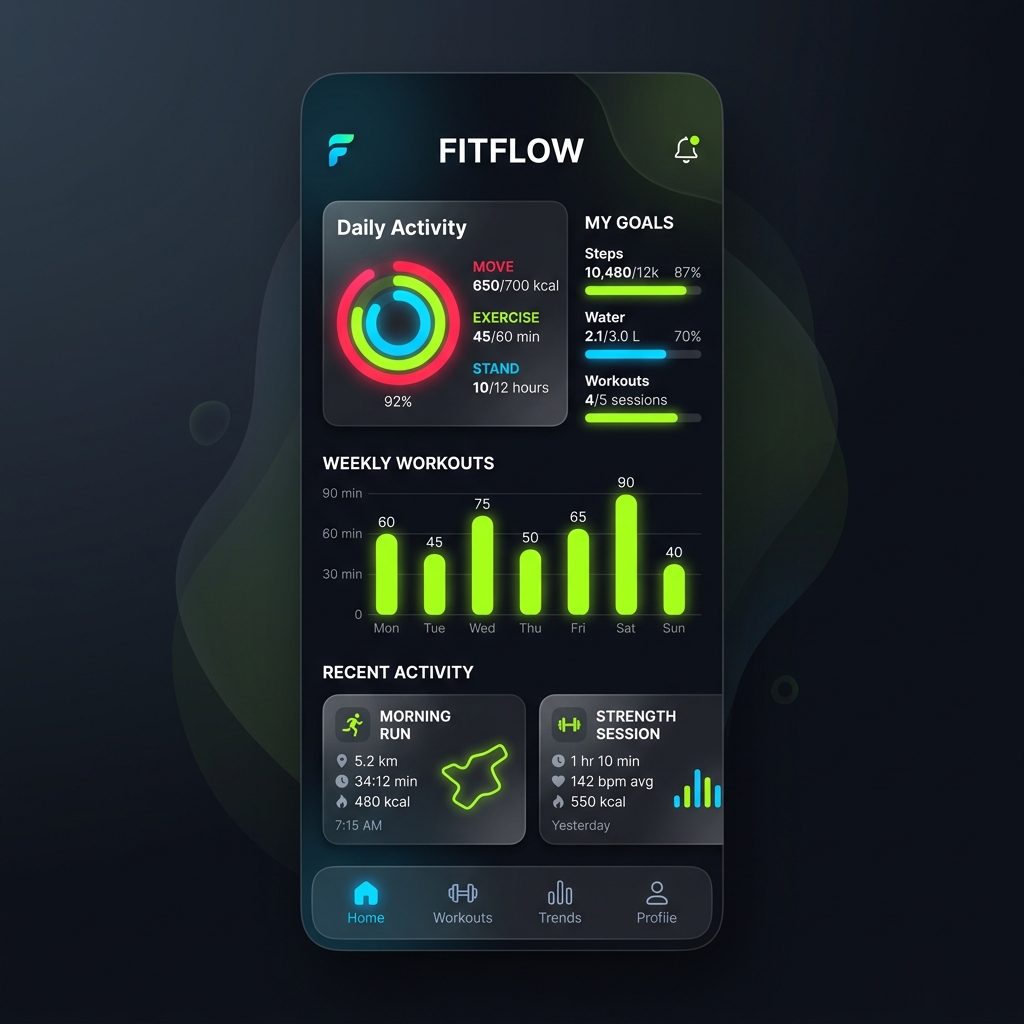 FITFLOW
Daily Activity
MOVE
650/700 kcal
EXERCISE
45/60 min
STAND
10/12 hours
92%
MY GOALS
Steps
10,480/12k 87%
Water
2.1/3.0 L 70%
Workouts
4/5 sessions
WEEKLY WORKOUTS
90 min
60 min
30 min
0
60
45
75
50
65
90
40
Mon Tue Wed Thu Fri Sat Sun
RECENT ACTIVITY
MORNING
RUN
5.2 km
34:12 min
480 kcal
7:15 AM
STRENGTH
SESSION
1 hr 10 min
142 bpm avg
550 kcal
Yesterday
Home Workouts Trends Profiie